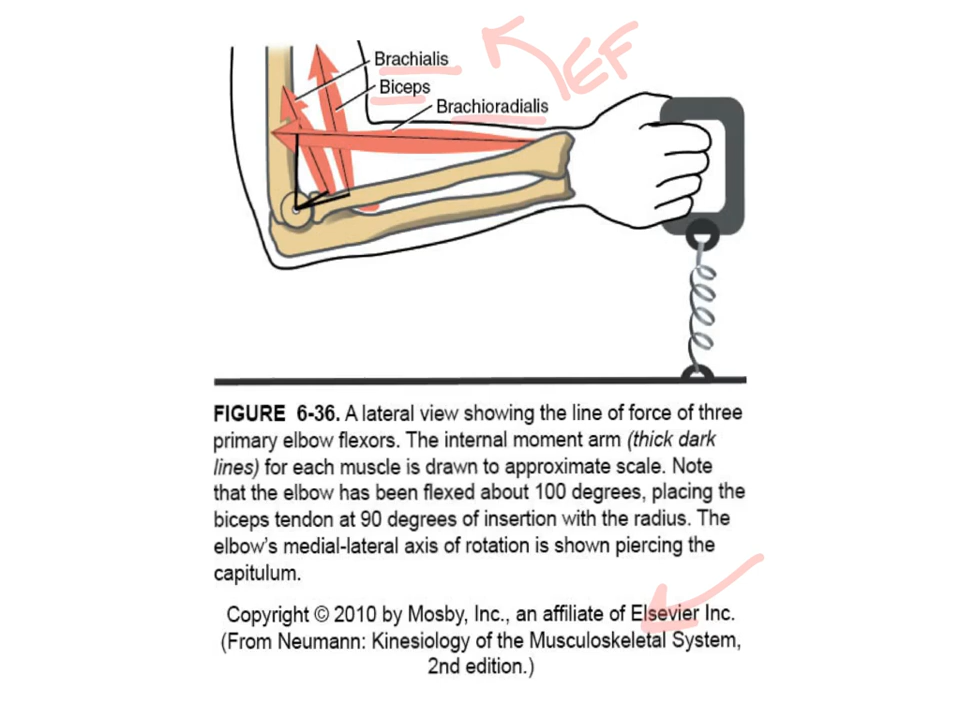 Brachialis
Biceps
Brachioradialis
EF
FIGURE 6-36. A lateral view showing the line of force of three
primary elbow flexors. The internal moment arm (thick dark
lines) for each muscle is drawn to approximate scale. Note
that the elbow has been flexed about 100 degrees, placing the
biceps tendon at 90 degrees of insertion with the radius. The
elbow's medial-lateral axis of rotation is shown piercing the
capitulum.
Copyright © 2010 by Mosby, Inc., an affiliate of Elsevier Inc.
(From Neumann: Kinesiology of the Musculoskeletal System,
2nd edition.)